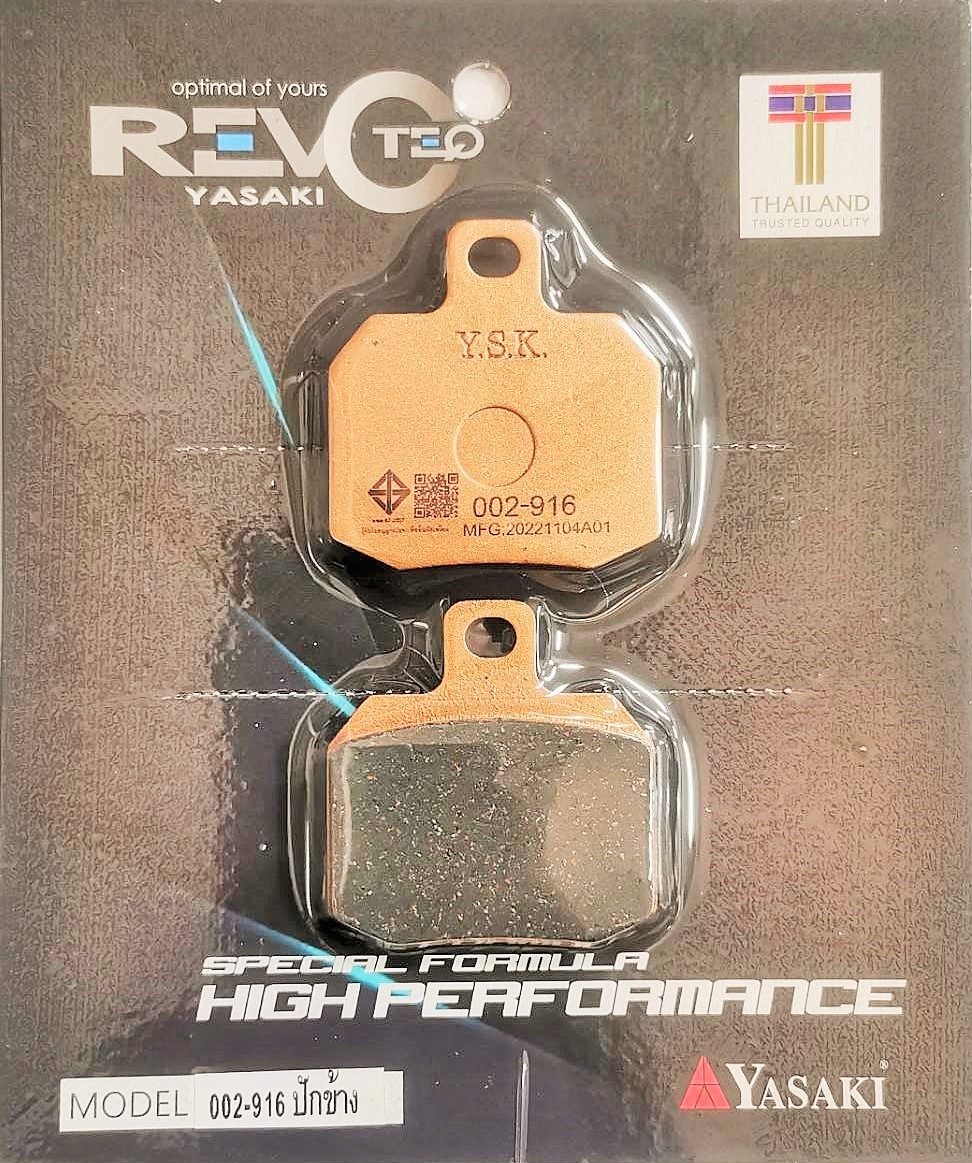 optimal of yours
REVO TEQ
YASAKI
THAILAND
TRUSTED QUALITY
Y.S.K.
002-916
MFG.20221104A01
SPECIAL FORMULA
HIGH PERFORMANCE
MODEL 002-916 ปักข้าง
YASAKI®